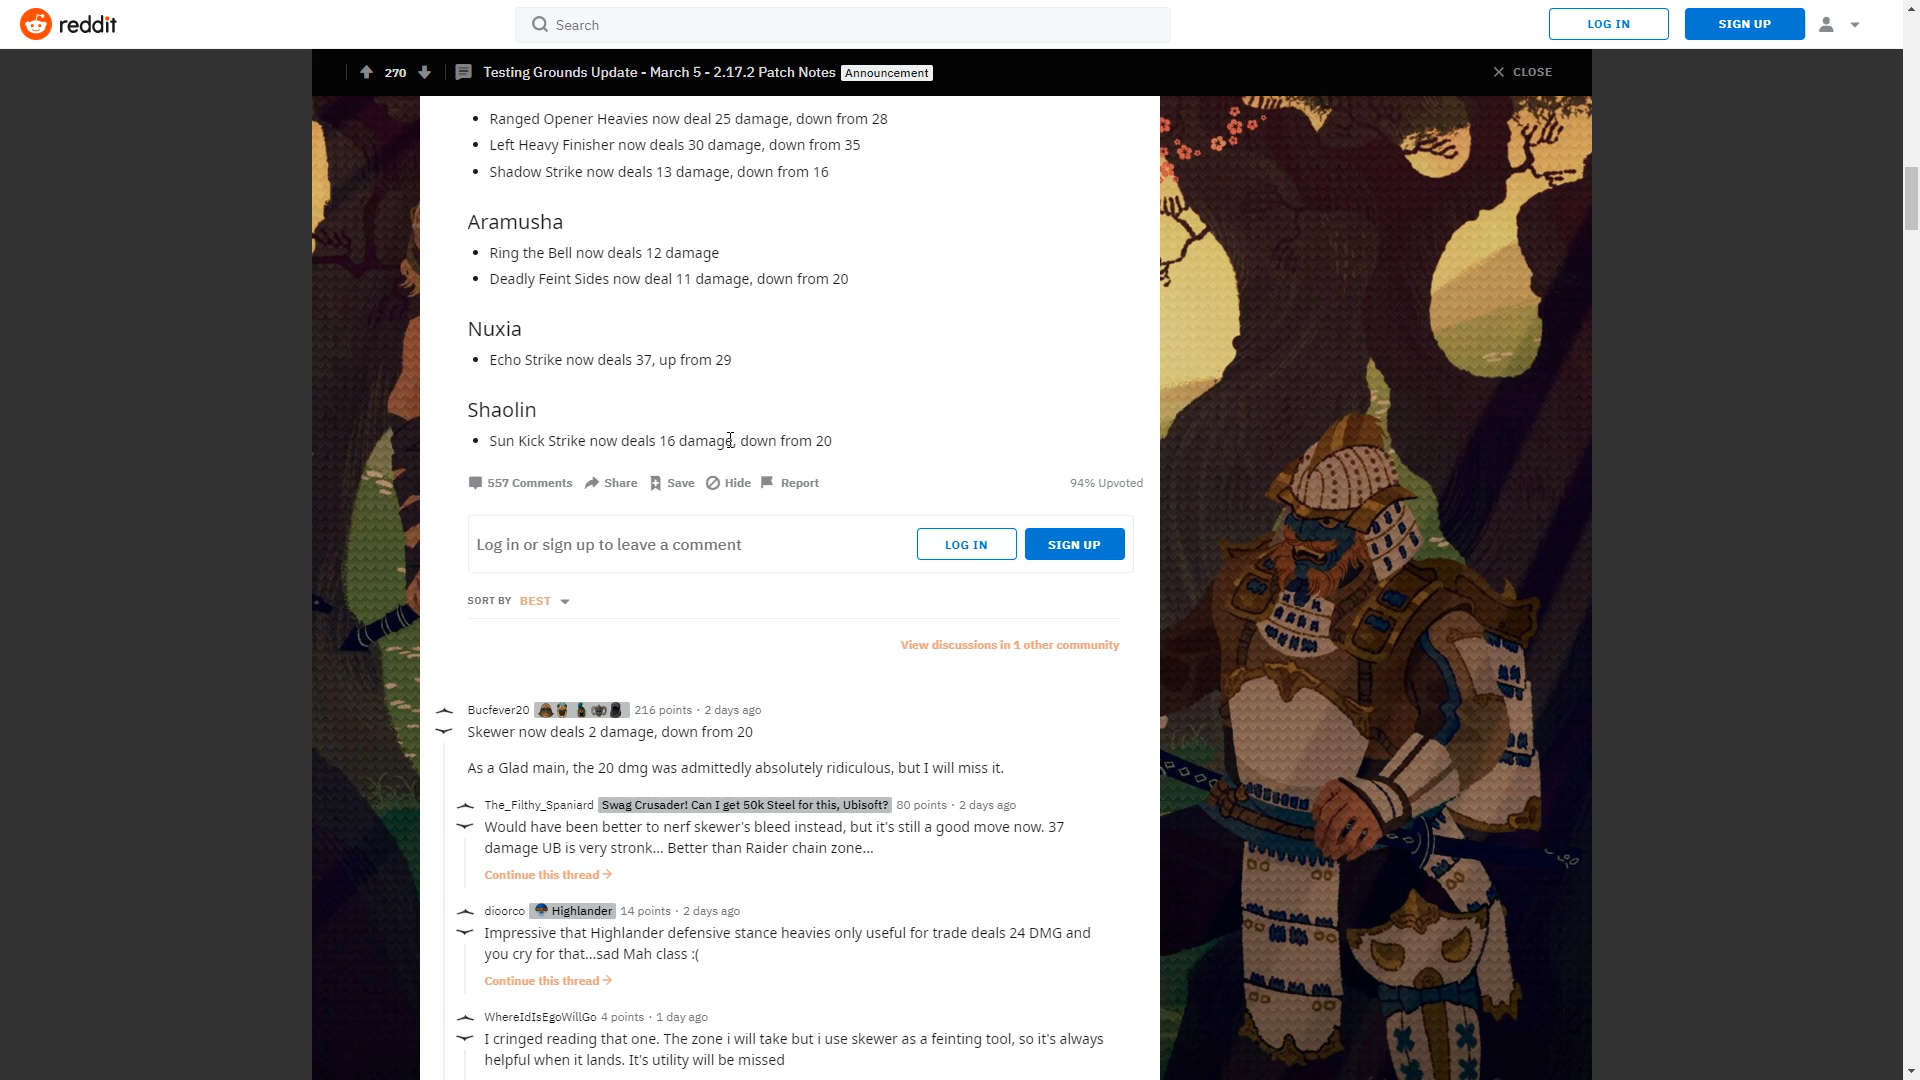 reddit
Search
LOG IN
SIGN UP
270
Testing Grounds Update - March 5 - 2.17.2 Patch Notes Announcement
CLOSE
Ranged Opener Heavies now deal 25 damage, down from 28
Left Heavy Finisher now deals 30 damage, down from 35
Shadow Strike now deals 13 damage, down from 16
Aramusha
Ring the Bell now deals 12 damage
Deadly Feint Sides now deal 11 damage, down from 20
Nuxia
Echo Strike now deals 37, up from 29
Shaolin
Sun Kick Strike now deals 16 damage, down from 20
557 Comments Share Save Hide Report 94% Upvoted
Log in or sign up to leave a comment LOG IN SIGN UP
SORT BY BEST
View discussions in 1 other community
Bucfever20 216 points · 2 days ago
Skewer now deals 2 damage, down from 20
As a Glad main, the 20 dmg was admittedly absolutely ridiculous, but I will miss it.
The_Filthy_Spaniard Swag Crusader! Can I get 50k Steel for this, Ubisoft? 80 points · 2 days ago
Would have been better to nerf skewer's bleed instead, but it's still a good move now. 37
damage UB is very stronk... Better than Raider chain zone...
Continue this thread →
dioorco Highlander 14 points · 2 days ago
Impressive that Highlander defensive stance heavies only useful for trade deals 24 DMG and
you cry for that...sad Mah class :(
Continue this thread →
WhereIdIsEgoWillGo 4 points · 1 day ago
I cringed reading that one. The zone i will take but i use skewer as a feinting tool, so it's always
helpful when it lands. It's utility will be missed